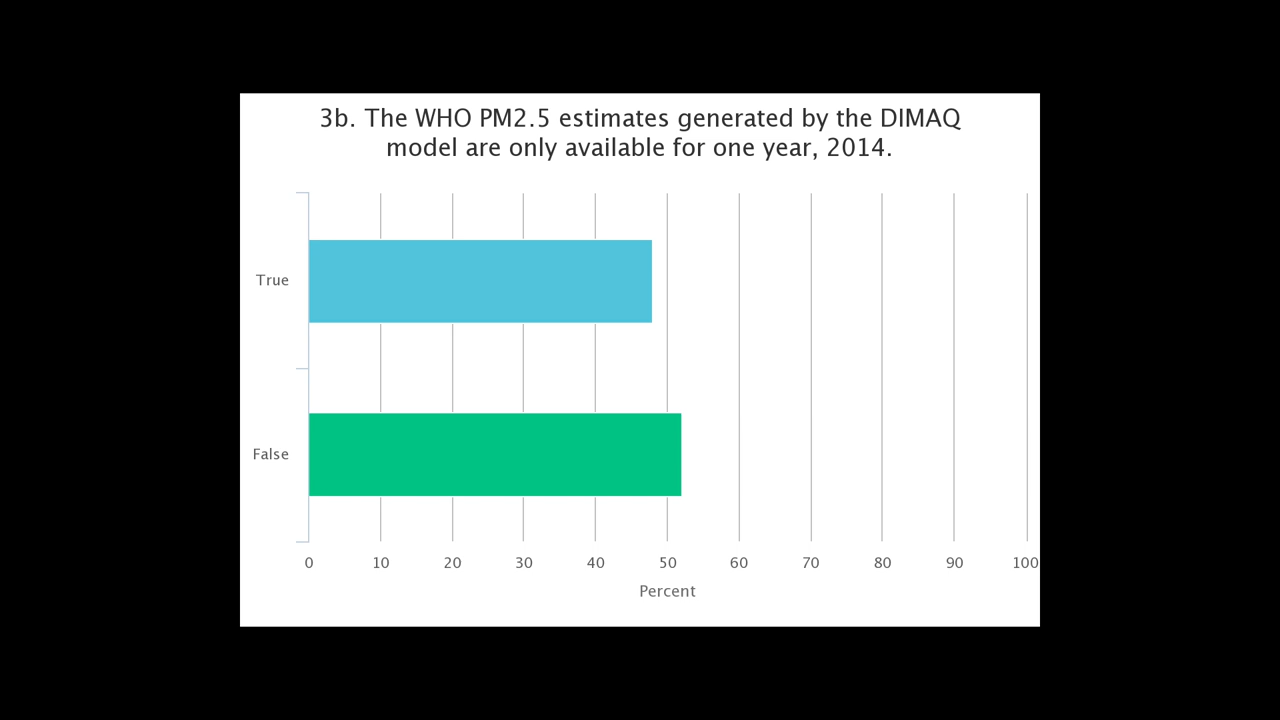 3b. The WHO PM2.5 estimates generated by the DIMAQ
model are only available for one year, 2014.
True
False
0 10 20 30 40 50 60 70 80 90 100
Percent